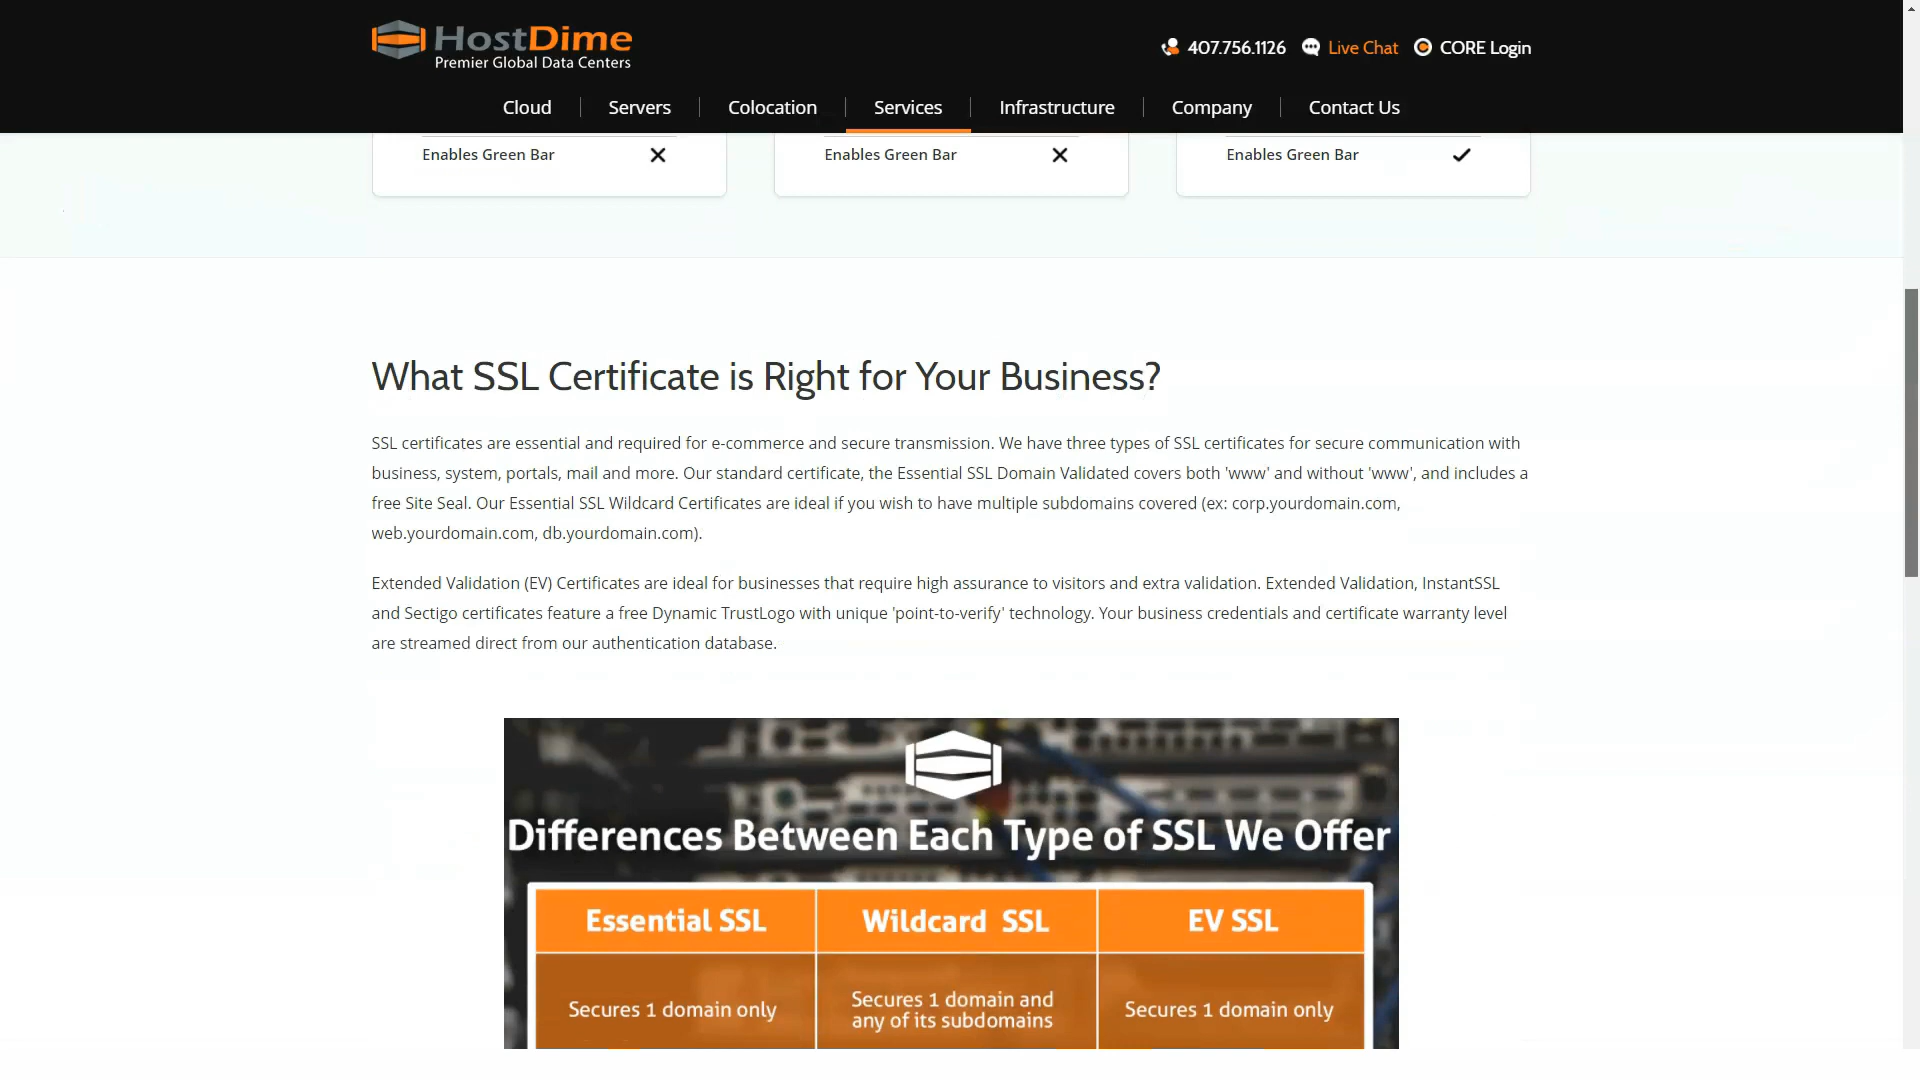 HostDime
Premier Global Data Centers
407.756.1126 Live Chat CORE Login
Cloud Servers Colocation Services Infrastructure Company Contact Us
Enables Green Bar Enables Green Bar Enables Green Bar
What SSL Certificate is Right for Your Business?
SSL certificates are essential and required for e-commerce and secure transmission. We have three types of SSL certificates for secure communication with
business, system, portals, mail and more. Our standard certificate, the Essential SSL Domain Validated covers both 'www' and without 'www', and includes a
free Site Seal. Our Essential SSL Wildcard Certificates are ideal if you wish to have multiple subdomains covered (ex: corp.yourdomain.com,
web.yourdomain.com, db.yourdomain.com).
Extended Validation (EV) Certificates are ideal for businesses that require high assurance to visitors and extra validation. Extended Validation, InstantSSL
and Sectigo certificates feature a free Dynamic TrustLogo with unique 'point-to-verify' technology. Your business credentials and certificate warranty level
are streamed direct from our authentication database.
Differences Between Each Type of SSL We Offer
Essential SSL Wildcard SSL EV SSL
Secures 1 domain only
Secures 1 domain and
any of its subdomains
Secures 1 domain only